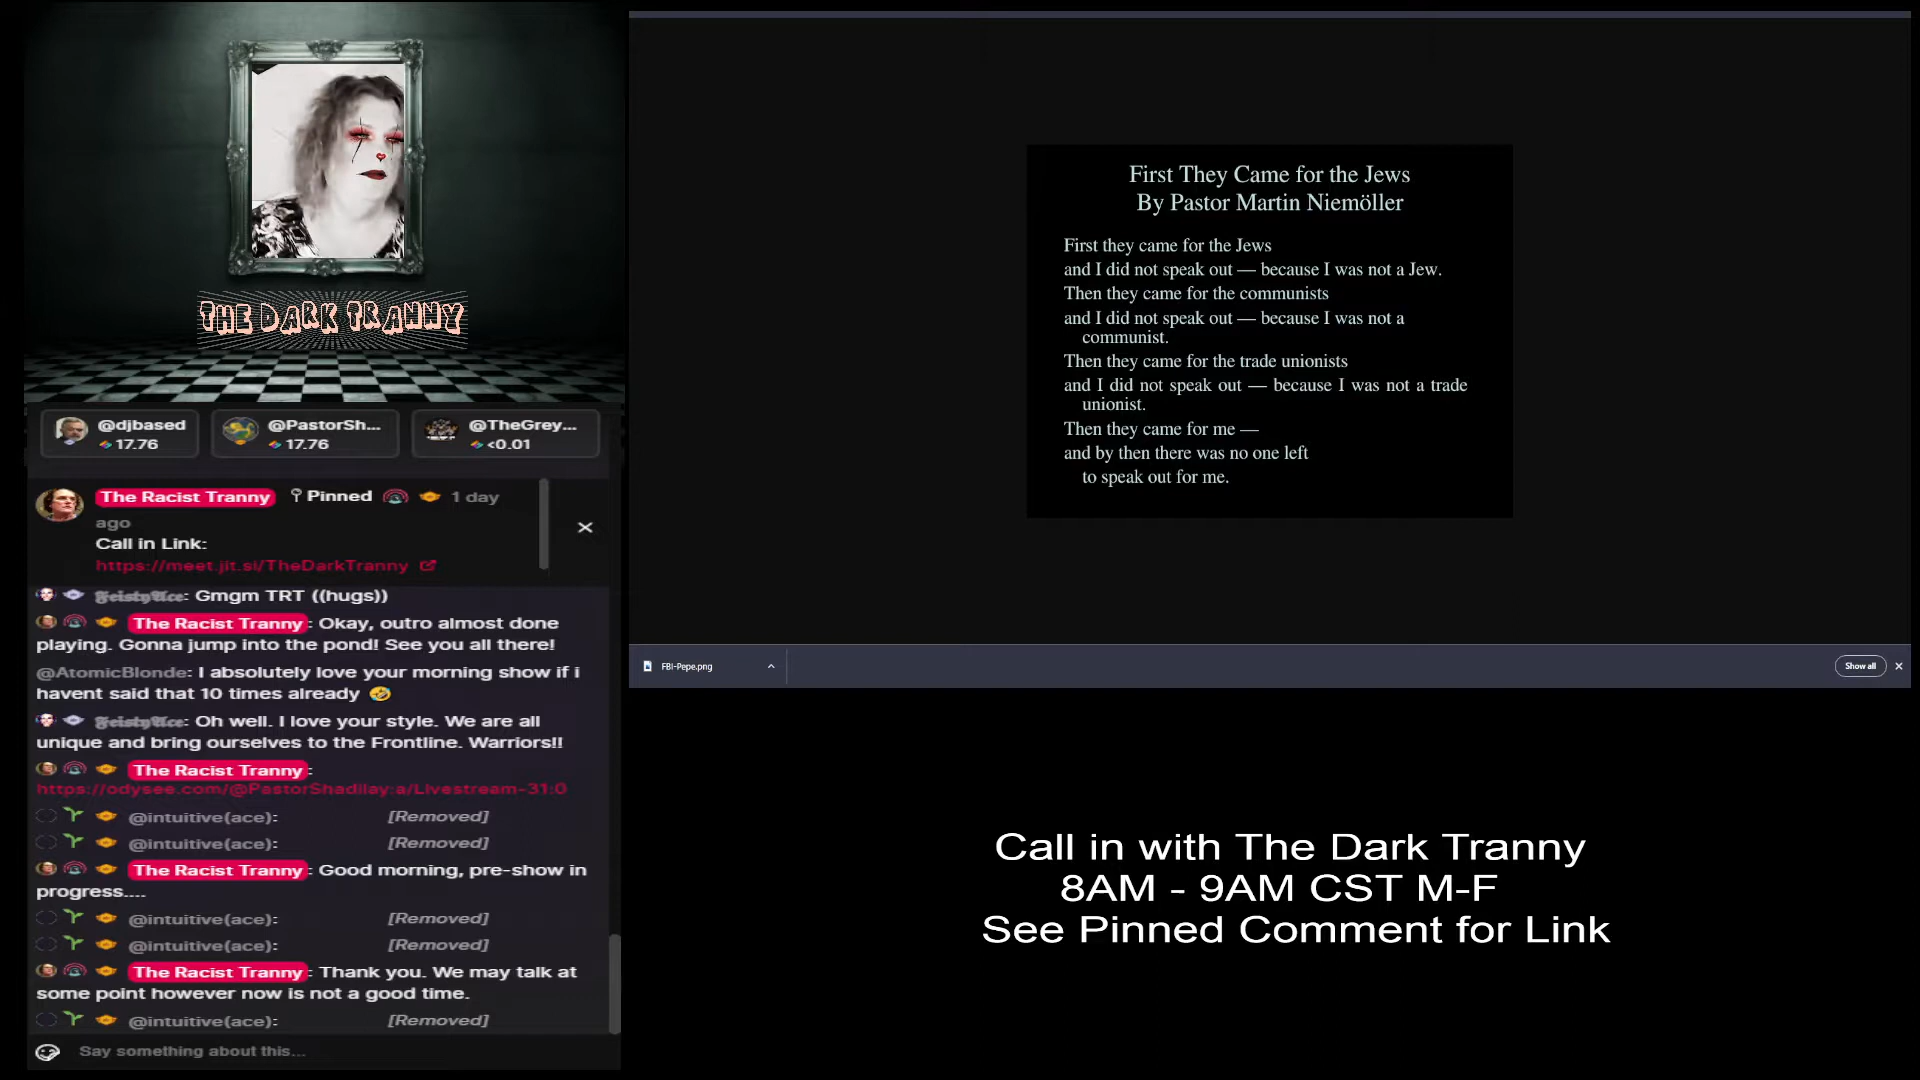 THE DARK TRANNY
@djbased
17.76
@PastorSh...
17.76
@TheGrey...
<0.01
The Racist Tranny Pinned 1 day
ago
Call in Link:
https://meet.jit.si/TheDarkTranny
FeistyAce: Gmgm TRT ((hugs))
The Racist Tranny: Okay, outro almost done
playing. Gonna jump into the pond! See you all there!
@AtomicBlonde: I absolutely love your morning show if i
havent said that 10 times already
FeistyAce: Oh well. I love your style. We are all
unique and bring ourselves to the Frontline. Warriors!!
The Racist Tranny:
https://odysee.com/@PastorShadilay:a/Livestream-31:0
@intuitive(ace): [Removed]
@intuitive(ace): [Removed]
The Racist Tranny: Good morning, pre-show in
progress....
@intuitive(ace): [Removed]
@intuitive(ace): [Removed]
The Racist Tranny: Thank you. We may talk at
some point however now is not a good time.
@intuitive(ace): [Removed]
Say something about this...
First They Came for the Jews
By Pastor Martin Niemöller
First they came for the Jews
and I did not speak out — because I was not a Jew.
Then they came for the communists
and I did not speak out — because I was not a
communist.
Then they came for the trade unionists
and I did not speak out — because I was not a trade
unionist.
Then they came for me —
and by then there was no one left
to speak out for me.
FBI-Pepe.png
Show all
Call in with The Dark Tranny
8AM - 9AM CST M-F
See Pinned Comment for Link